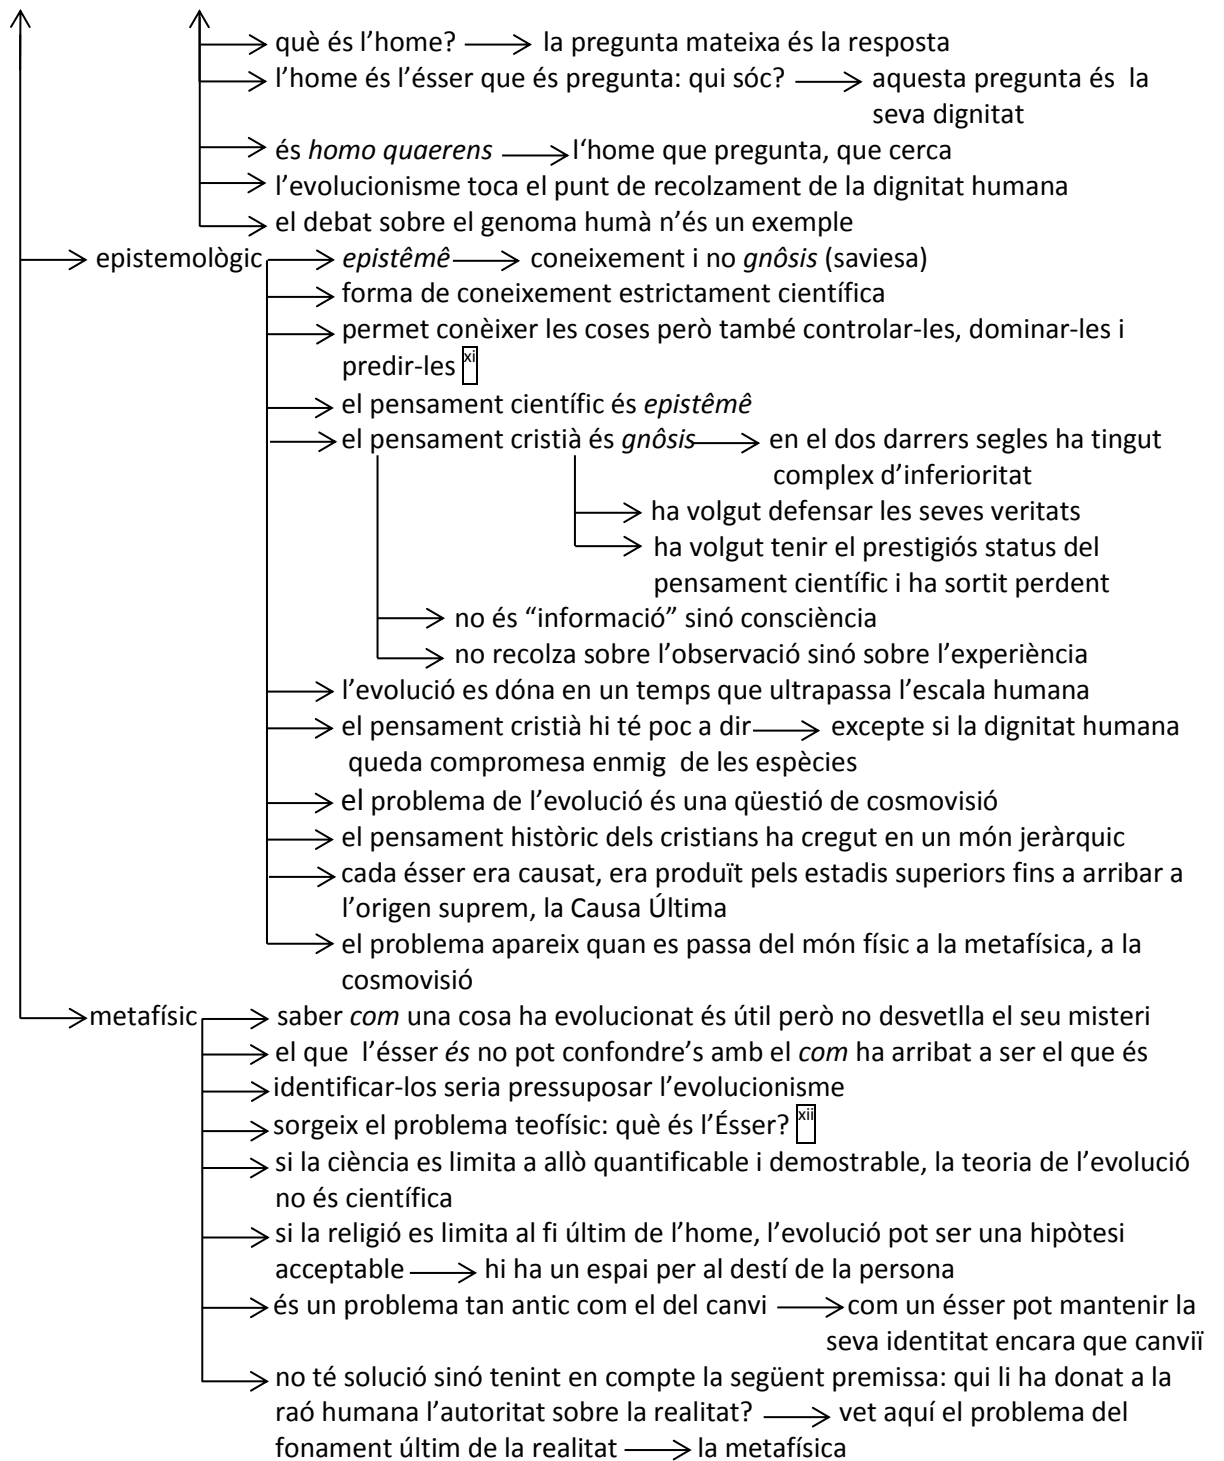 què és l’home? la pregunta mateixa és la resposta
l’home és l’ésser que és pregunta: qui sóc? aquesta pregunta és la
seva dignitat
és homo quaerens l‘home que pregunta, que cerca
l’evolucionisme toca el punt de recolzament de la dignitat humana
el debat sobre el genoma humà n’és un exemple
epistemològic epistêmê coneixement i no gnôsis (saviesa)
forma de coneixement estrictament científica
permet conèixer les coses però també controlar-les, dominar-les i
predir-les xi
el pensament científic és epistêmê
el pensament cristià és gnôsis en el dos darrers segles ha tingut
complex d’inferioritat
ha volgut defensar les seves veritats
ha volgut tenir el prestigiós status del
pensament científic i ha sortit perdent
no és “informació” sinó consciència
no recolza sobre l’observació sinó sobre l’experiència
l’evolució es dóna en un temps que ultrapassa l’escala humana
el pensament cristià hi té poc a dir excepte si la dignitat humana
queda compromesa enmig de les espècies
el problema de l’evolució és una qüestió de cosmovisió
el pensament històric dels cristians ha cregut en un món jeràrquic
cada ésser era causat, era produït pels estadis superiors fins a arribar a
l’origen suprem, la Causa Última
el problema apareix quan es passa del món físic a la metafísica, a la
cosmovisió
metafísic saber com una cosa ha evolucionat és útil però no desvetlla el seu misteri
el que l’ésser és no pot confondre’s amb el com ha arribat a ser el que és
identificar-los seria pressuposar l’evolucionisme
sorgeix el problema teofísic: què és l’Ésser? xii
si la ciència es limita a allò quantificable i demostrable, la teoria de l’evolució
no és científica
si la religió es limita al fi últim de l’home, l’evolució pot ser una hipòtesi
acceptable hi ha un espai per al destí de la persona
és un problema tan antic com el del canvi com un ésser pot mantenir la
seva identitat encara que canviï
no té solució sinó tenint en compte la següent premissa: qui li ha donat a la
raó humana l’autoritat sobre la realitat? vet aquí el problema del
fonament últim de la realitat la metafísica